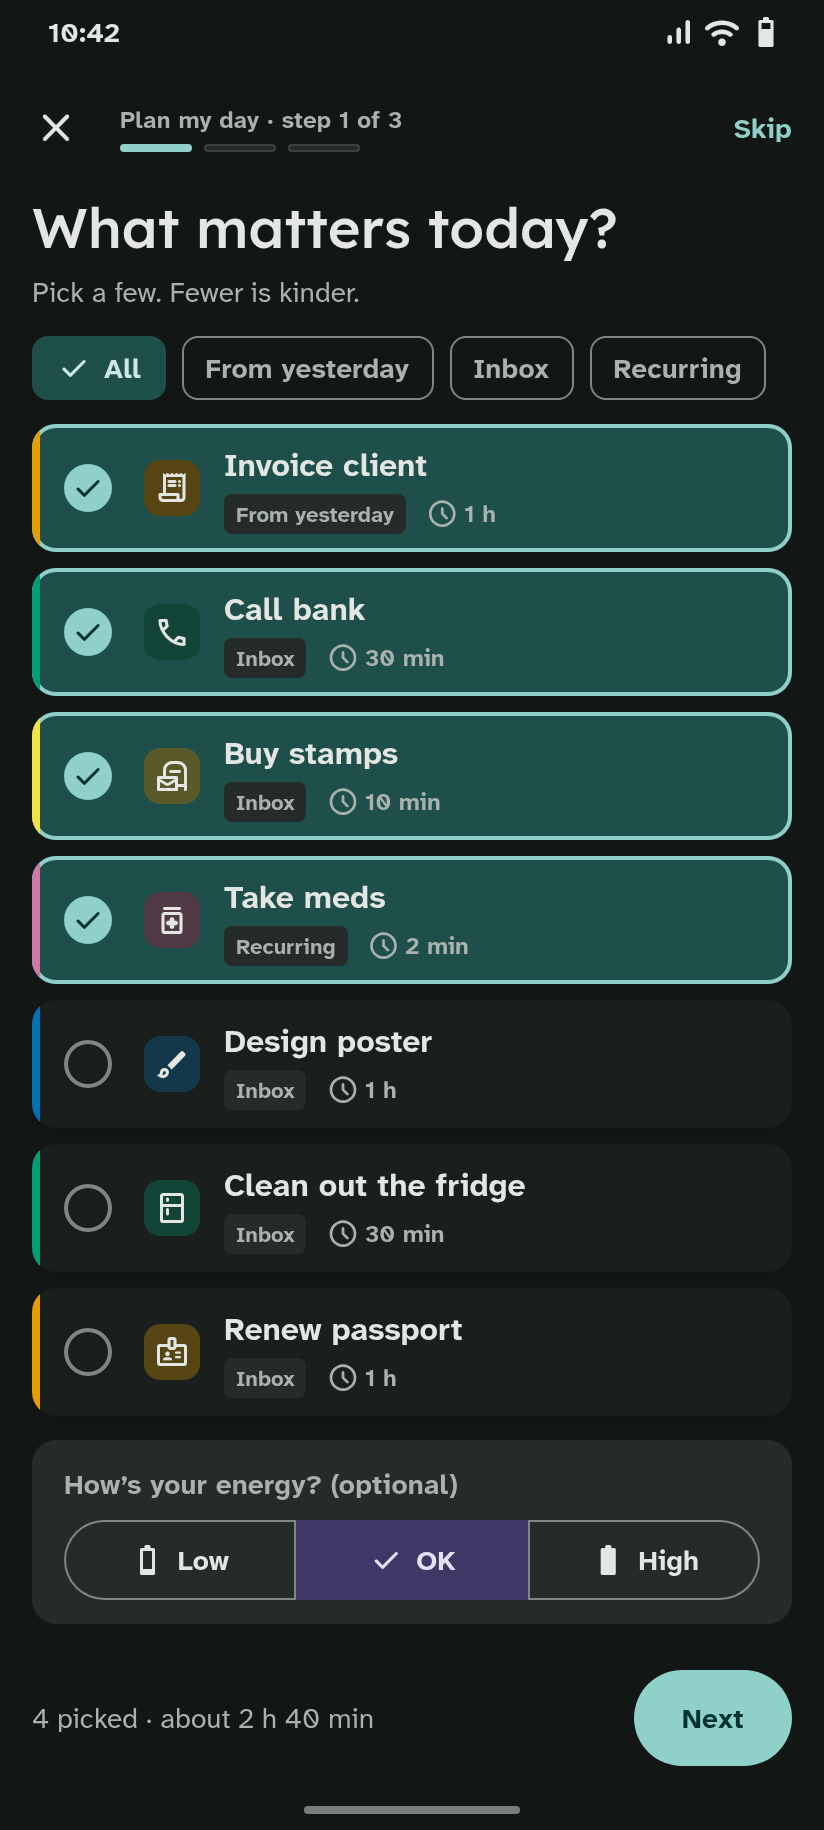 10:42
Plan my day · step 1 of 3
Skip
What matters today?
Pick a few. Fewer is kinder.
All
From yesterday
Inbox
Recurring
Invoice client
From yesterday
1 h
Call bank
Inbox
30 min
Buy stamps
Inbox
10 min
Take meds
Recurring
2 min
Design poster
Inbox
1 h
Clean out the fridge
Inbox
30 min
Renew passport
Inbox
1 h
How’s your energy? (optional)
Low
OK
High
4 picked · about 2 h 40 min
Next